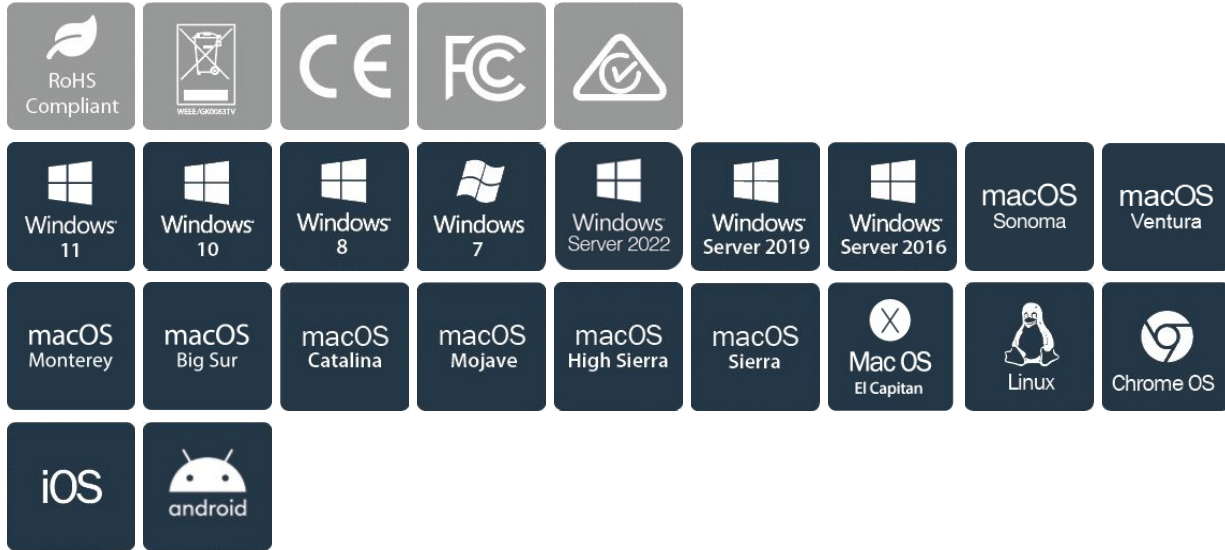 RoHS
Compliant
WEEE/GK0063TV
CE
FC
Windows
11
Windows
10
Windows
8
Windows
7
Windows
Server 2022
Windows
Server 2019
Windows
Server 2016
macOS
Sonoma
macOS
Ventura
macOS
Monterey
macOS
Big Sur
macOS
Catalina
macOS
Mojave
macOS
High Sierra
macOS
Sierra
X
Mac OS
El Capitan
Linux
Chrome OS
iOS
android